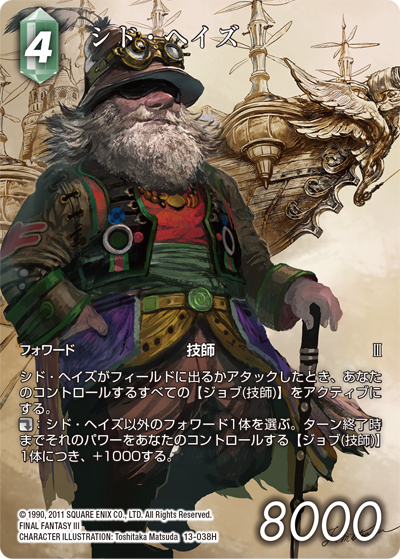 4
シド・ヘイズ
フォワード 技師 III
シド・ヘイズがフィールドに出るかアタックしたとき、あなた
のコントロールするすべての【ジョブ(技師)】をアクティブに
する。
：シド・ヘイズ以外のフォワード1体を選ぶ。ターン終了時
までそれのパワーをあなたのコントロールする【ジョブ(技師)】
1体につき、+1000する。
© 1990, 2011 SQUARE ENIX CO., LTD. All Rights Reserved.
FINAL FANTASY III
CHARACTER ILLUSTRATION: Toshitaka Matsuda 13-038H
8000